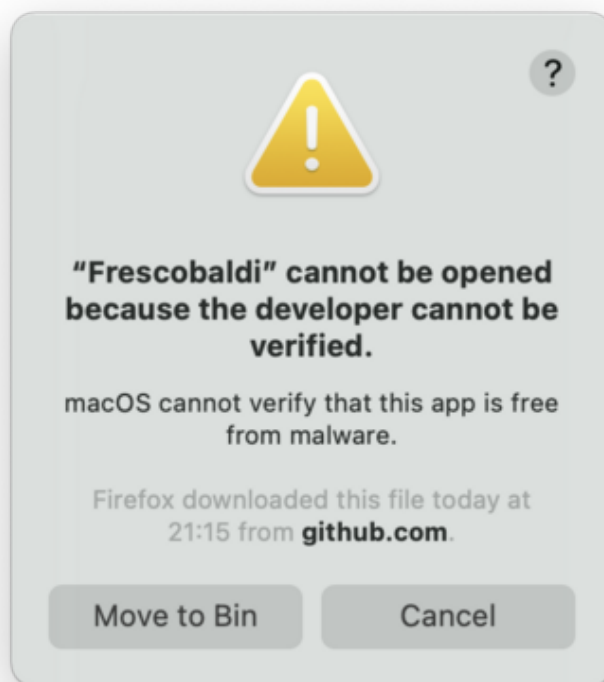 ?
“Frescobaldi” cannot be opened
because the developer cannot be
verified.
macOS cannot verify that this app is free
from malware.
Firefox downloaded this file today at
21:15 from github.com.
Move to Bin
Cancel